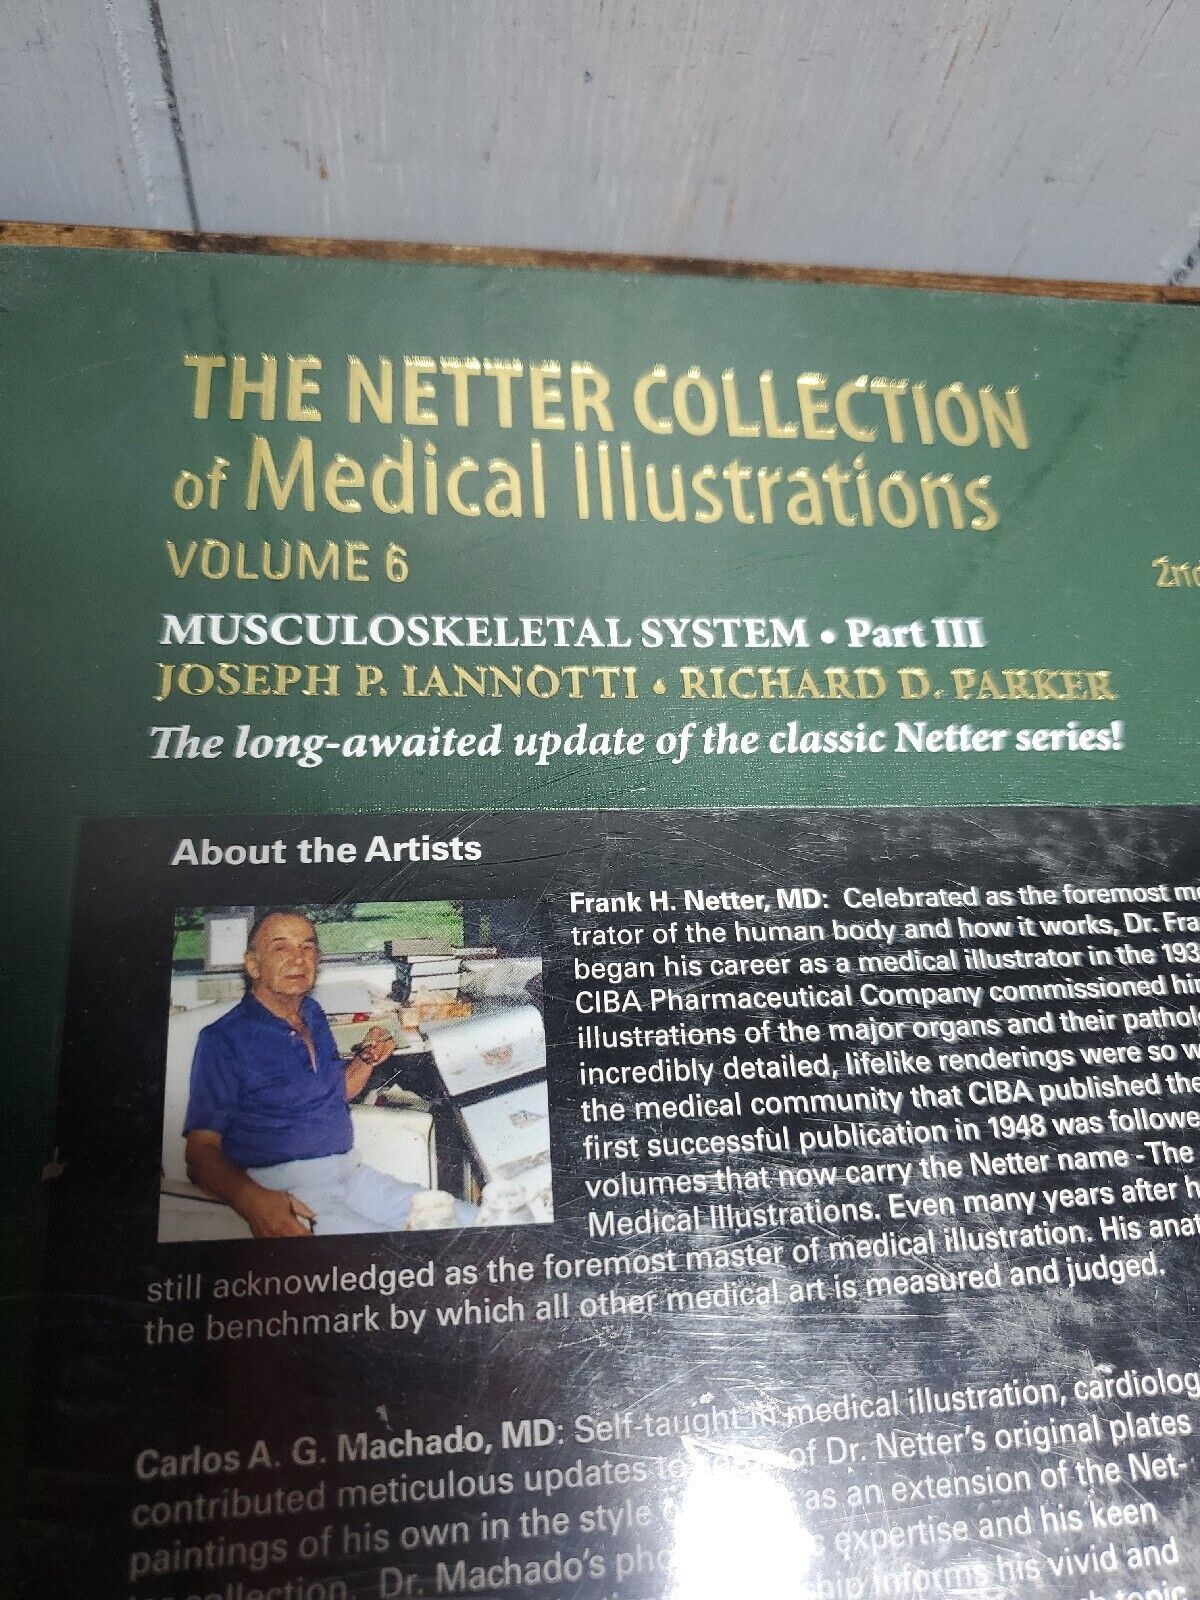 THE NETTER COLLECTION
of Medical Illustrations
VOLUME 6
2nd
MUSCULOSKELETAL SYSTEM • Part III
JOSEPH P. IANNOTTI • RICHARD D. PARKER
The long-awaited update of the classic Netter series!
About the Artists
Frank H. Netter, MD: Celebrated as the foremost
trator of the human body and how it works, Dr.
began his career as a medical illustrator in the 193
CIBA Pharmaceutical Company commissioned
illustrations of the major organs and their
incredibly detailed, lifelike renderings were so
the medical community that CIBA published
first successful publication in 1948 was
volumes that now carry the Netter name - The
Medical Illustrations. Even many years after
still acknowledged as the foremost master of medical illustration. His
the benchmark by which all other medical art is measured and judged.
Carlos A. G. Machado, MD: Self-taught in medical illustration,
contributed meticulous updates of Dr. Netter's original plates
paintings of his own in the style as an extension of the Net-
collection. Dr. Machado's expertise and his keen
informs his vivid and
topic